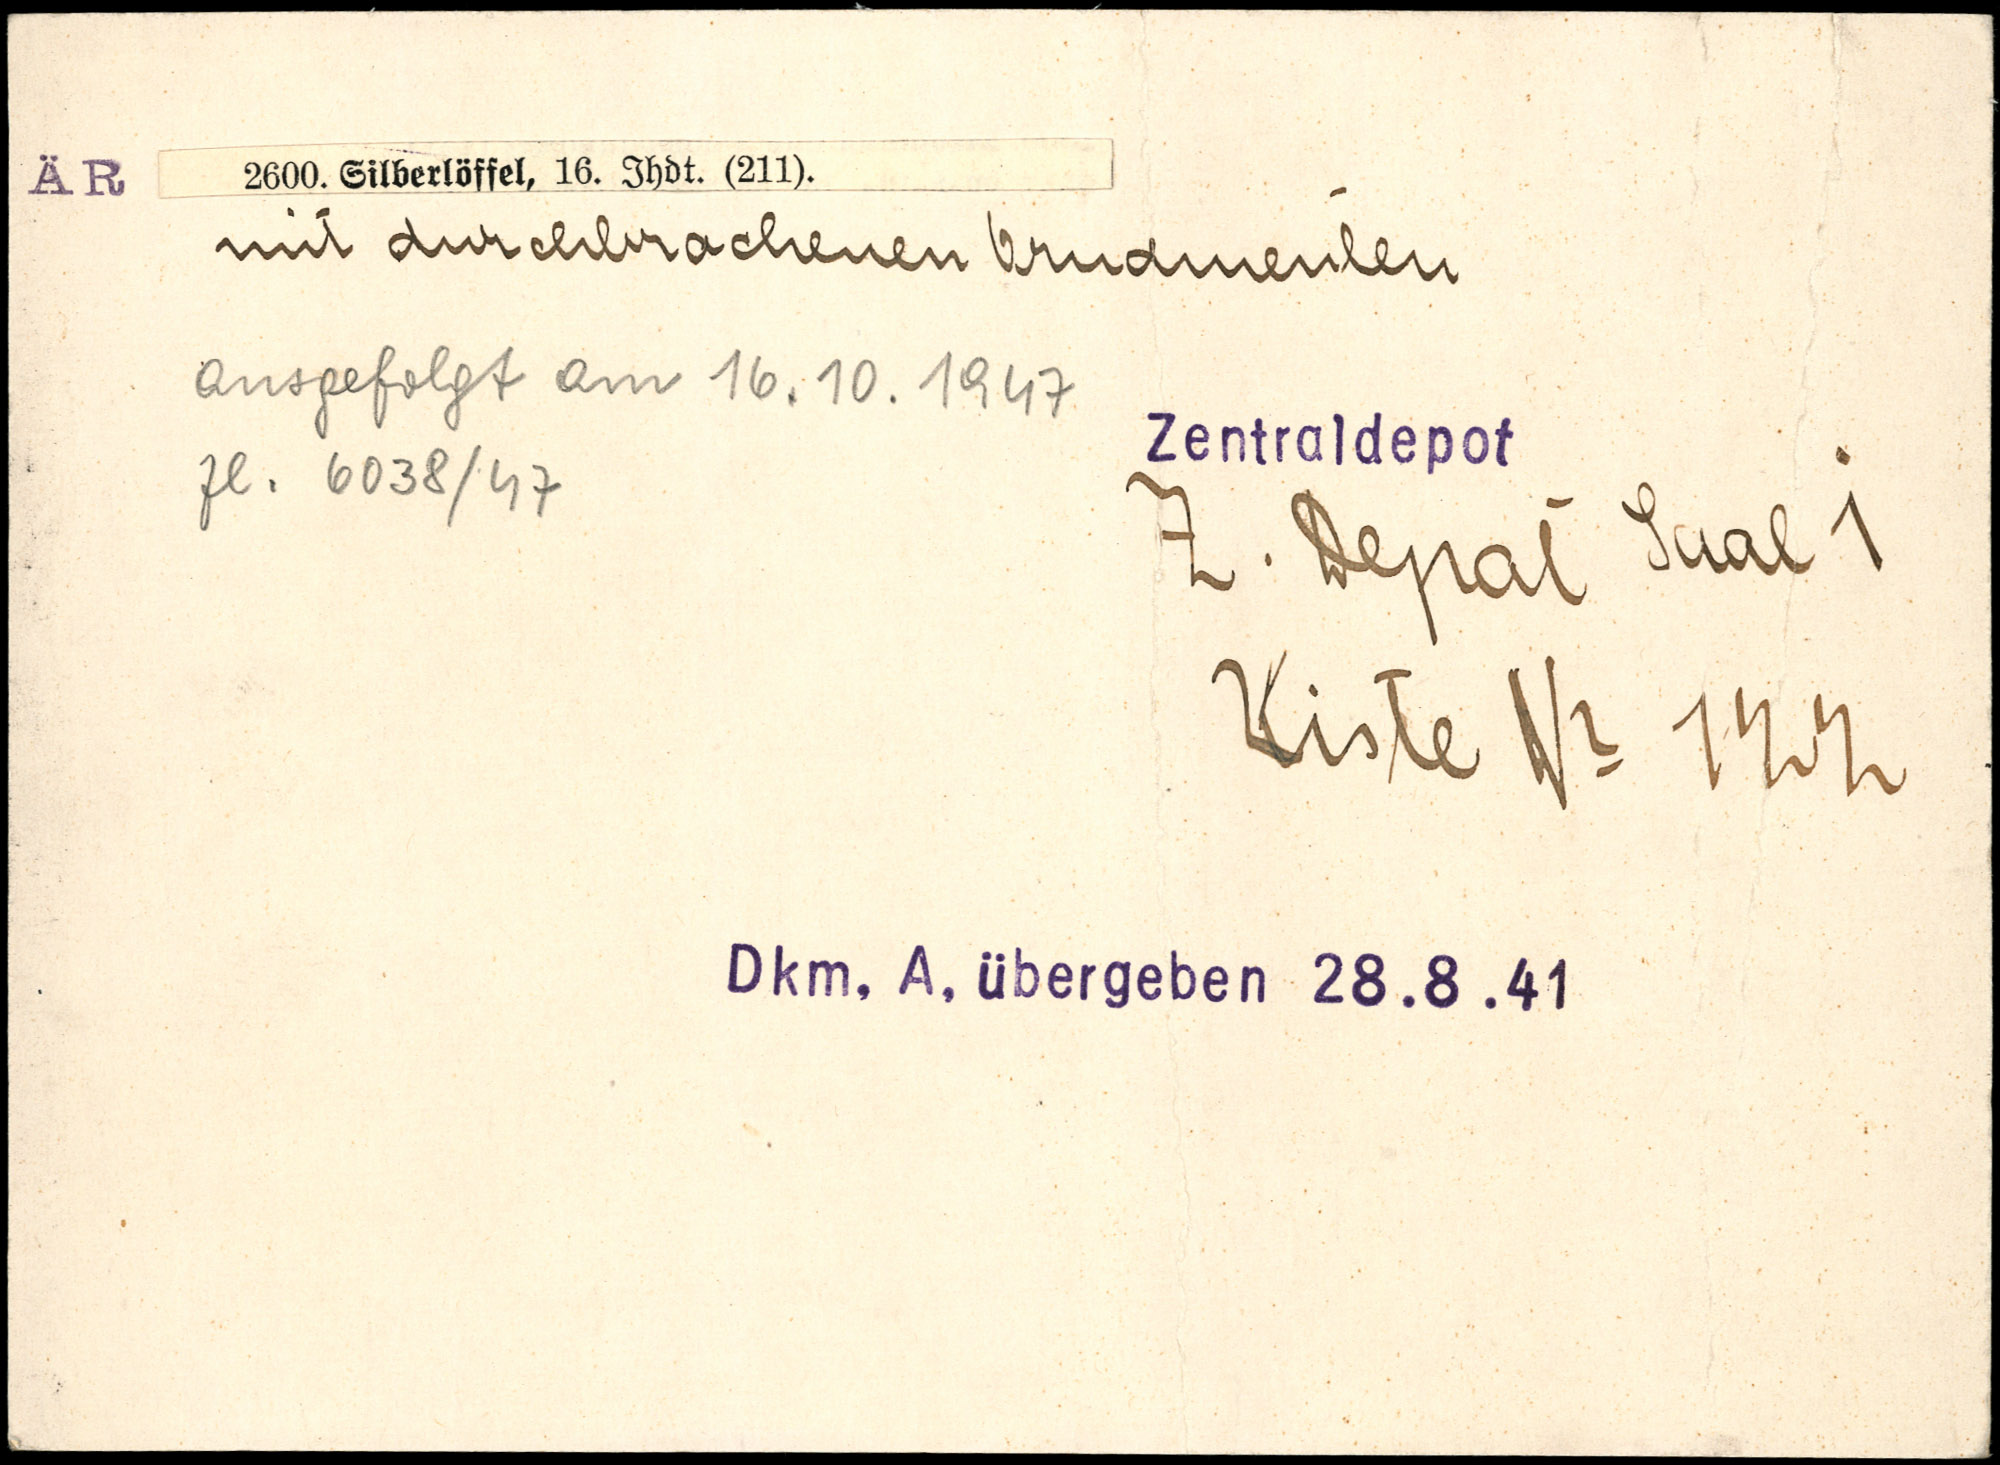 ÄR 2600. Silberlöffel, 16. Jhdt. (211).
mit durchbrochenen Ornamenten
ausgefolgt am 16.10.1947
Zl. 6038/47
Zentraldepot
Z. Depot Saal I
Kiste Nr
Dkm. A. übergeben 28.8.41